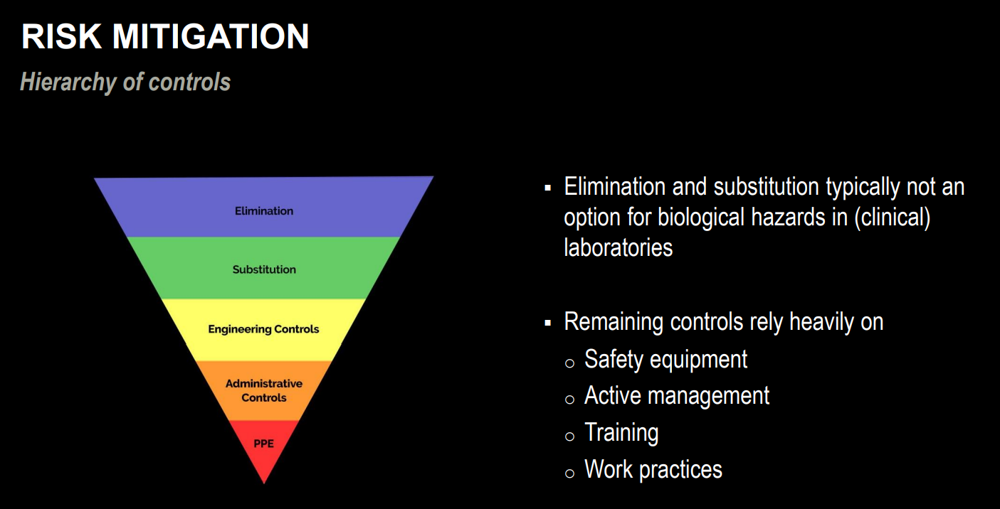 RISK MITIGATION
Hierarchy of controls
Elimination
Substitution
Engineering Controls
Administrative
Controls
PPE
▪ Elimination and substitution typically not an
option for biological hazards in (clinical)
laboratories
▪ Remaining controls rely heavily on
○ Safety equipment
○ Active management
○ Training
○ Work practices